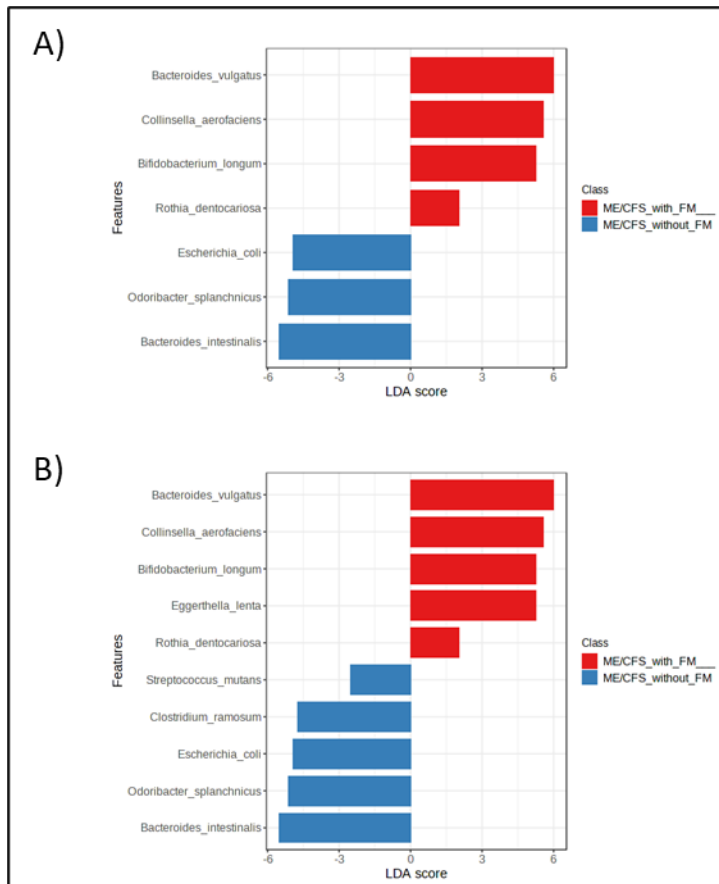 A)
Bacteroides_vulgatus
Collinsella_aerofaciens
Bifidobacterium_longum
Rothia_dentocariosa
Escherichia_coli
Odoribacter_splanchnicus
Bacteroides_intestinalis
Features
-6 -3 0 3 6
LDA score
Class
ME/CFS_with_FM___
ME/CFS_without_FM
B)
Bacteroides_vulgatus
Collinsella_aerofaciens
Bifidobacterium_longum
Eggerthella_lenta
Rothia_dentocariosa
Streptococcus_mutans
Clostridium_ramosum
Escherichia_coli
Odoribacter_splanchnicus
Bacteroides_intestinalis
Features
-6 -3 0 3 6
LDA score
Class
ME/CFS_with_FM___
ME/CFS_without_FM